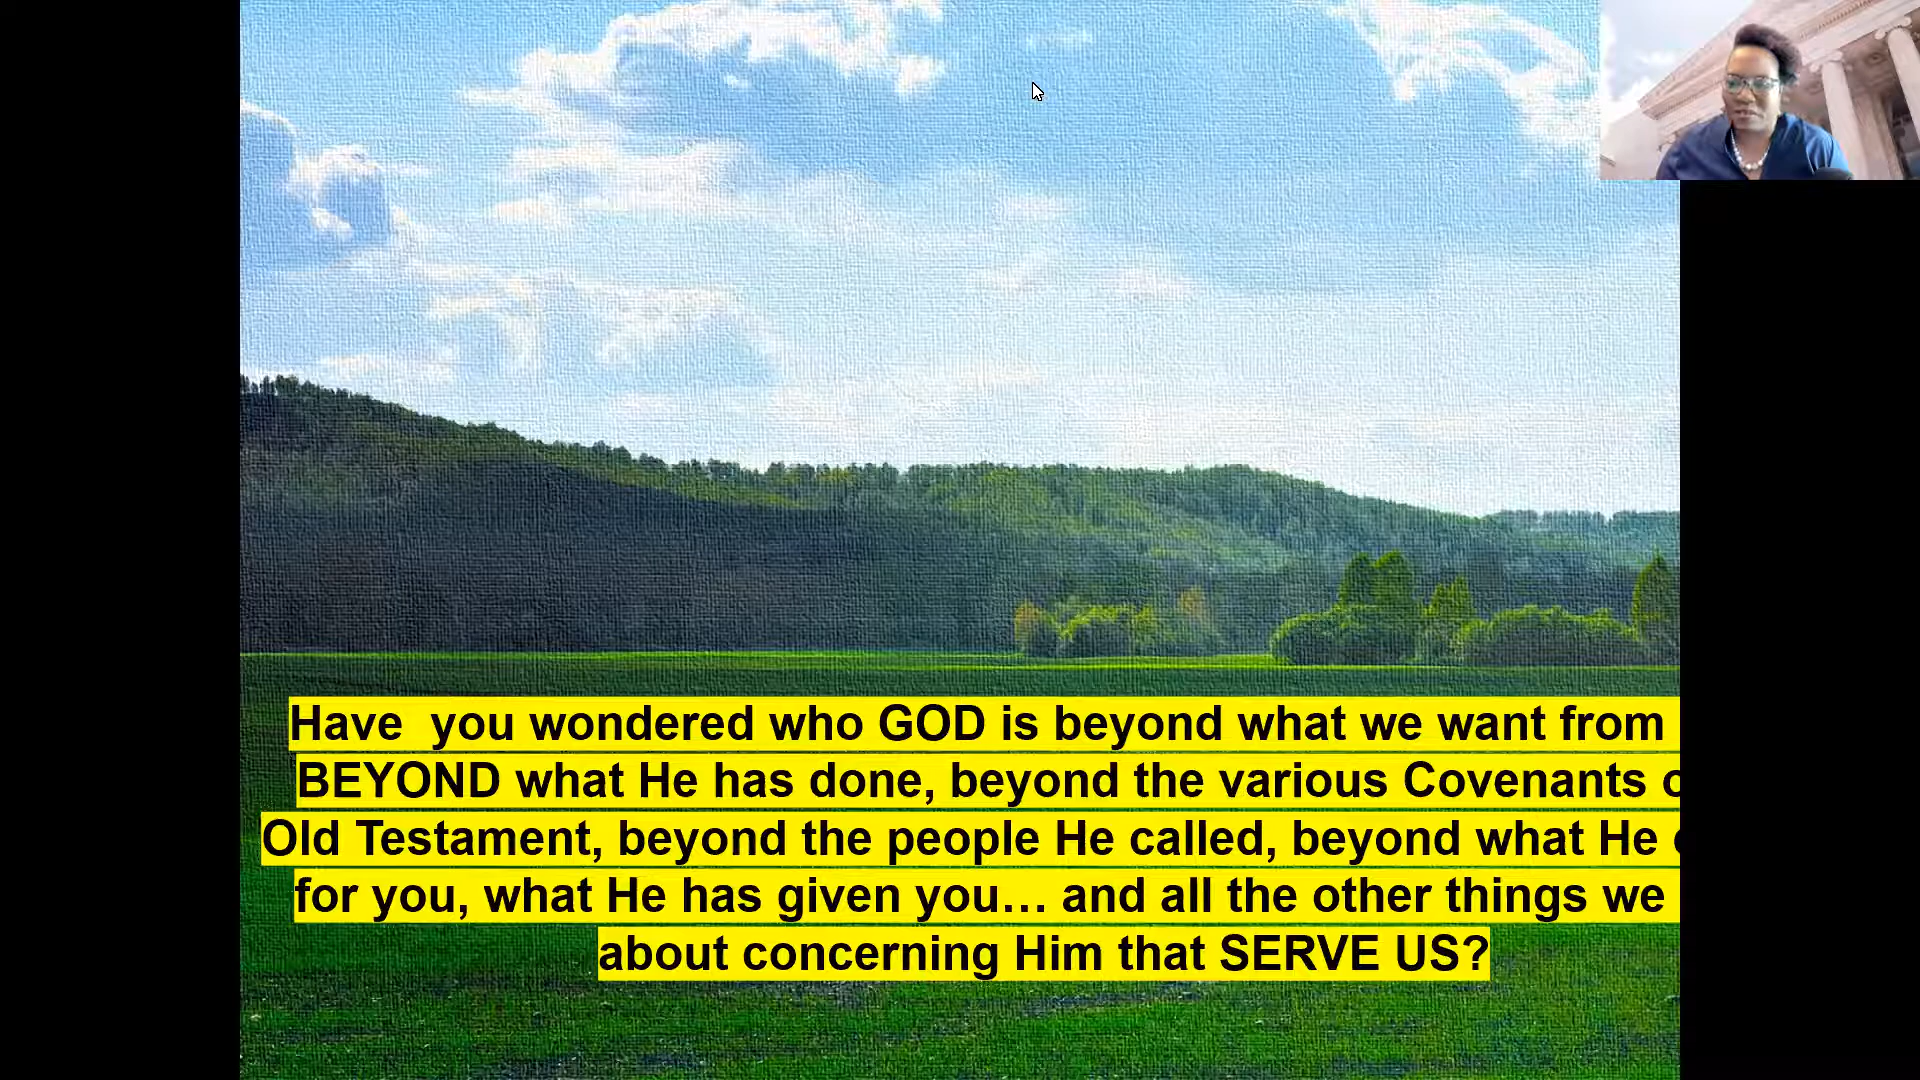 Have  you wondered who GOD is beyond what we want from
BEYOND what He has done, beyond the various Covenants
Old Testament, beyond the people He called, beyond what He
for you, what He has given you… and all the other things we
about concerning Him that SERVE US?